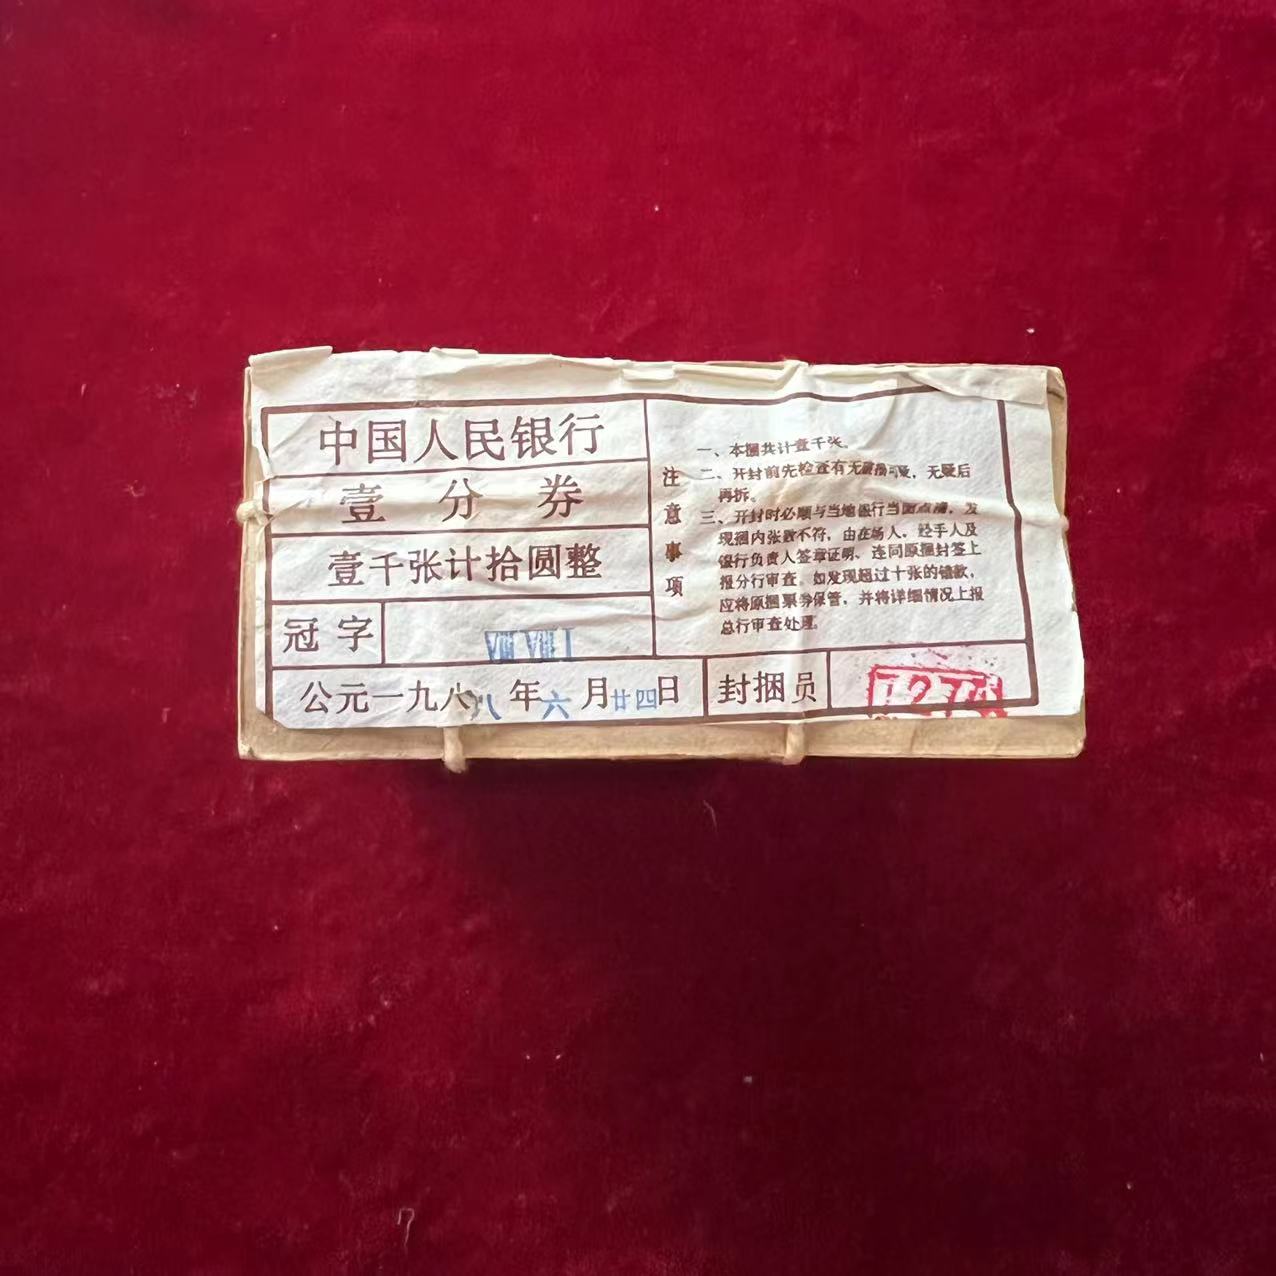 中国人民银行
壹分券
壹千张计拾圆整
冠字 VIII VIII I
公元一九八八年六月廿四日
封捆员
注意事项
一、本捆共计壹千张。
二、开封前先检查有无破损可疑，无疑后
再拆。
三、开封时必须与当地银行当面点清，发
现捆内张数不符，由在场人、经手人及
银行负责人签章证明、连同原捆封签上
报分行审查。如发现超过十张的错款，
应将原捆票券保管，并将详细情况上报
总行审查处理。